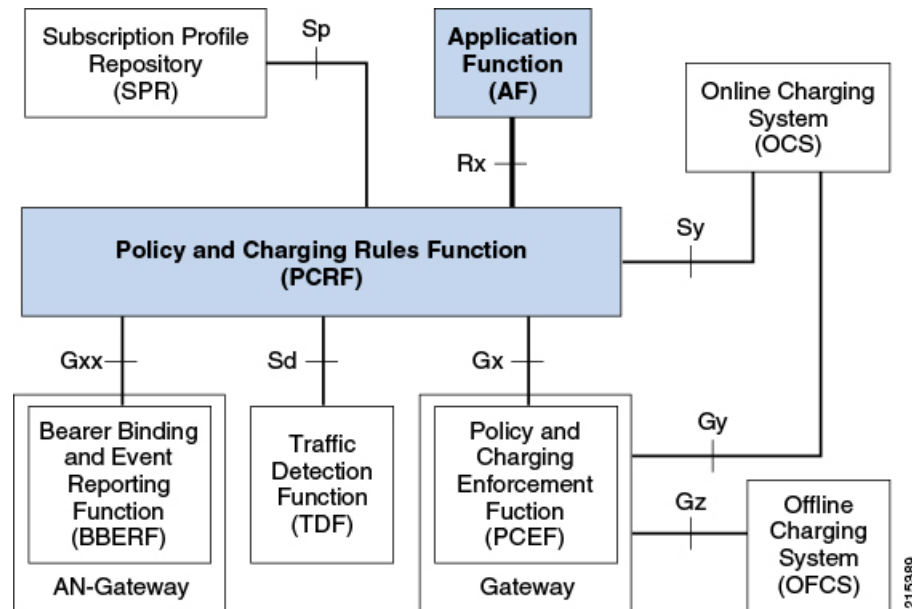 Subscription Profile
Repository
(SPR)
Sp
Application
Function
(AF)
Online Charging
System
(OCS)
Rx
Policy and Charging Rules Function
(PCRF)
Sy
Gxx
Sd
Gx
Bearer Binding
and Event
Reporting
Function
(BBERF)
AN-Gateway
Traffic
Detection
Function
(TDF)
Policy and
Charging
Enforcement
Fuction
(PCEF)
Gateway
Gy
Gz
Offline
Charging
System
(OFCS)
215389